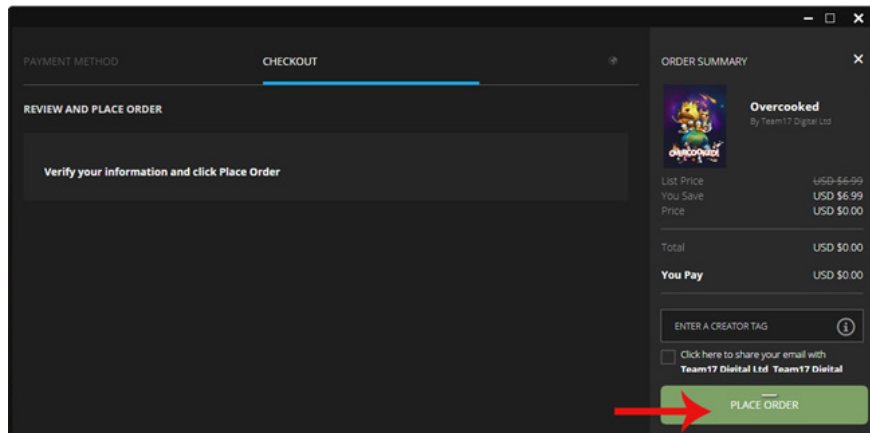 PAYMENT METHOD
CHECKOUT
REVIEW AND PLACE ORDER
Verify your information and click Place Order
ORDER SUMMARY
OVERCOOKED!
Overcooked
By Team17 Digital Ltd
List Price USD $6.99
You Save USD $6.99
Price USD $0.00
Total USD $0.00
You Pay USD $0.00
ENTER A CREATOR TAG
Click here to share your email with
Team17 Digital Ltd Team17 Digital
PLACE ORDER